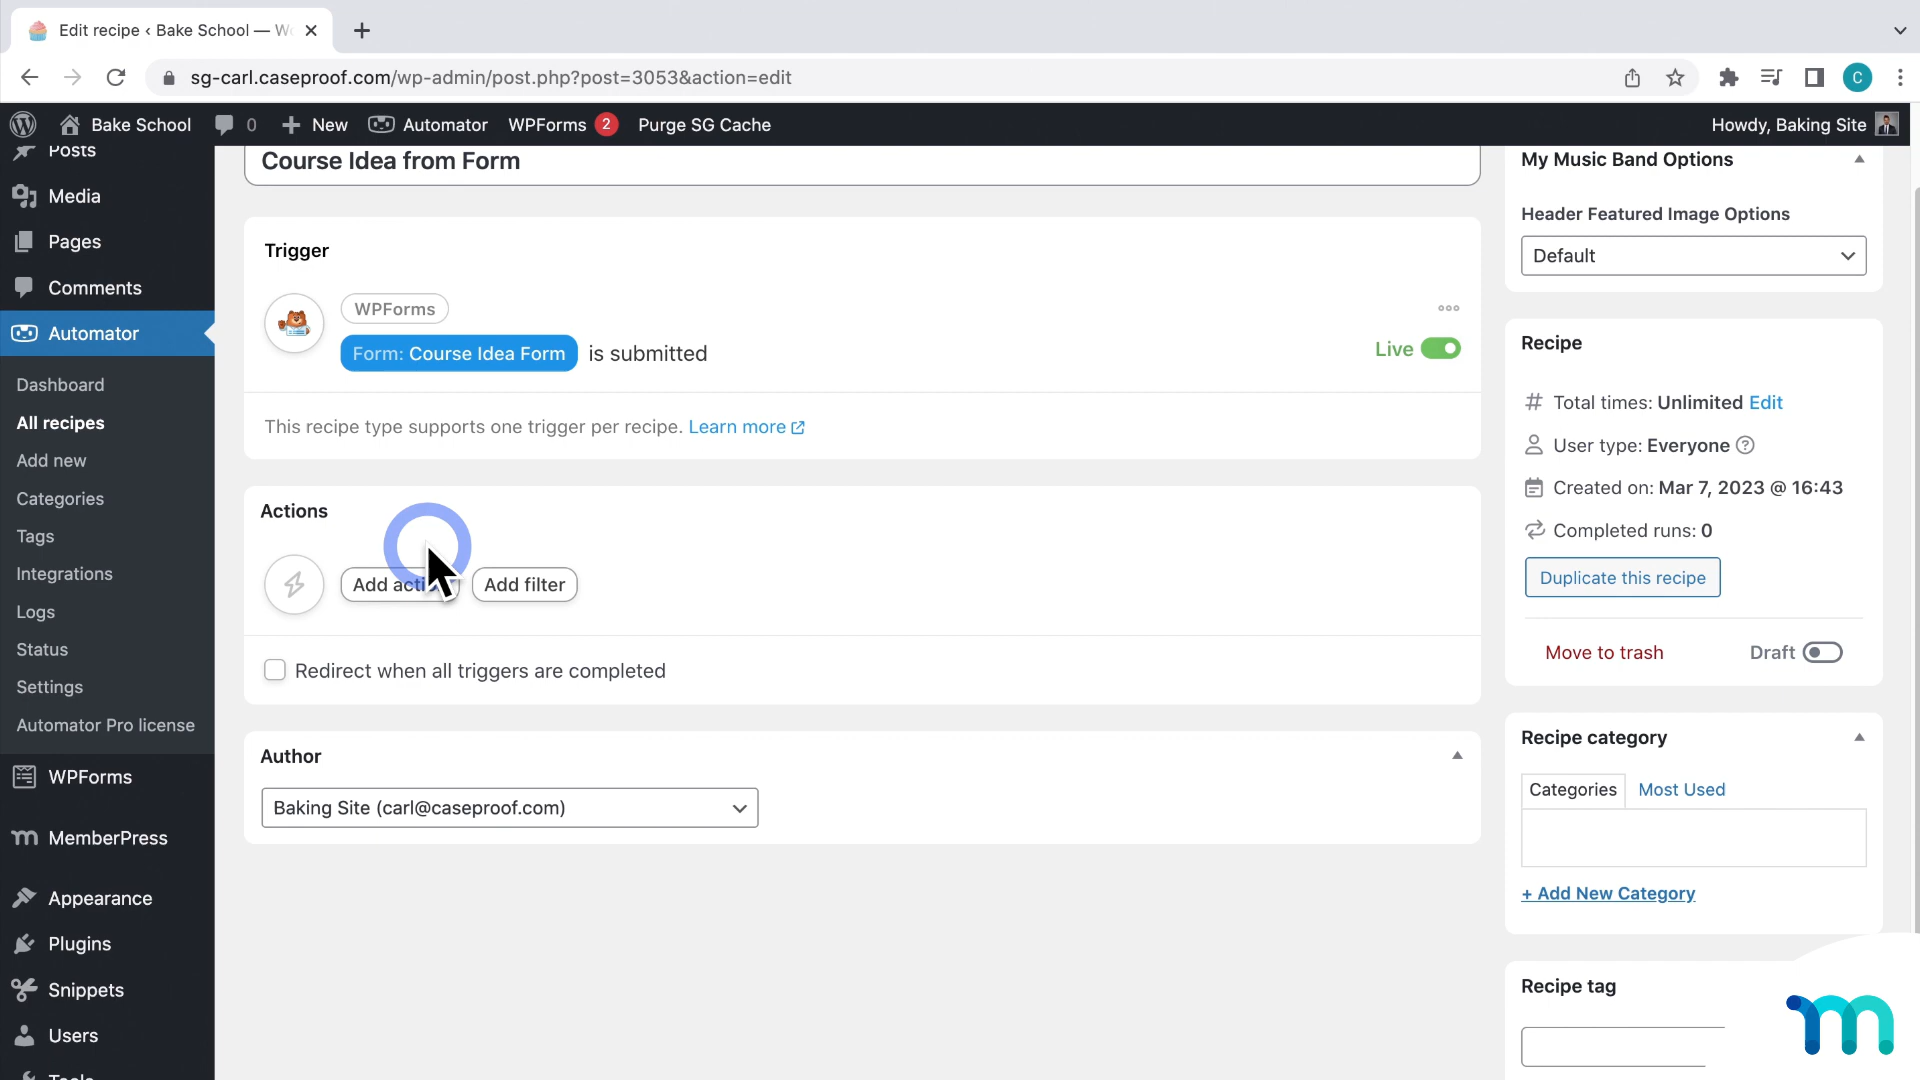 Edit recipe ‹ Bake School — W
sg-carl.caseproof.com/wp-admin/post.php?post=3053&action=edit
C
Bake School
0
New
Automator
WPForms
2
Purge SG Cache
Howdy, Baking Site
Posts
Media
Pages
Comments
Automator
Dashboard
All recipes
Add new
Categories
Tags
Integrations
Logs
Status
Settings
Automator Pro license
WPForms
MemberPress
Appearance
Plugins
Snippets
Users
Course Idea from Form
Trigger
WPForms
Form: Course Idea Form is submitted
Live
This recipe type supports one trigger per recipe. Learn more
Actions
Add action
Add filter
Redirect when all triggers are completed
Author
Baking Site (carl@caseproof.com)
My Music Band Options
Header Featured Image Options
Default
Recipe
Total times: Unlimited Edit
User type: Everyone
Created on: Mar 7, 2023 @ 16:43
Completed runs: 0
Duplicate this recipe
Move to trash
Draft
Recipe category
Categories
Most Used
+ Add New Category
Recipe tag
m